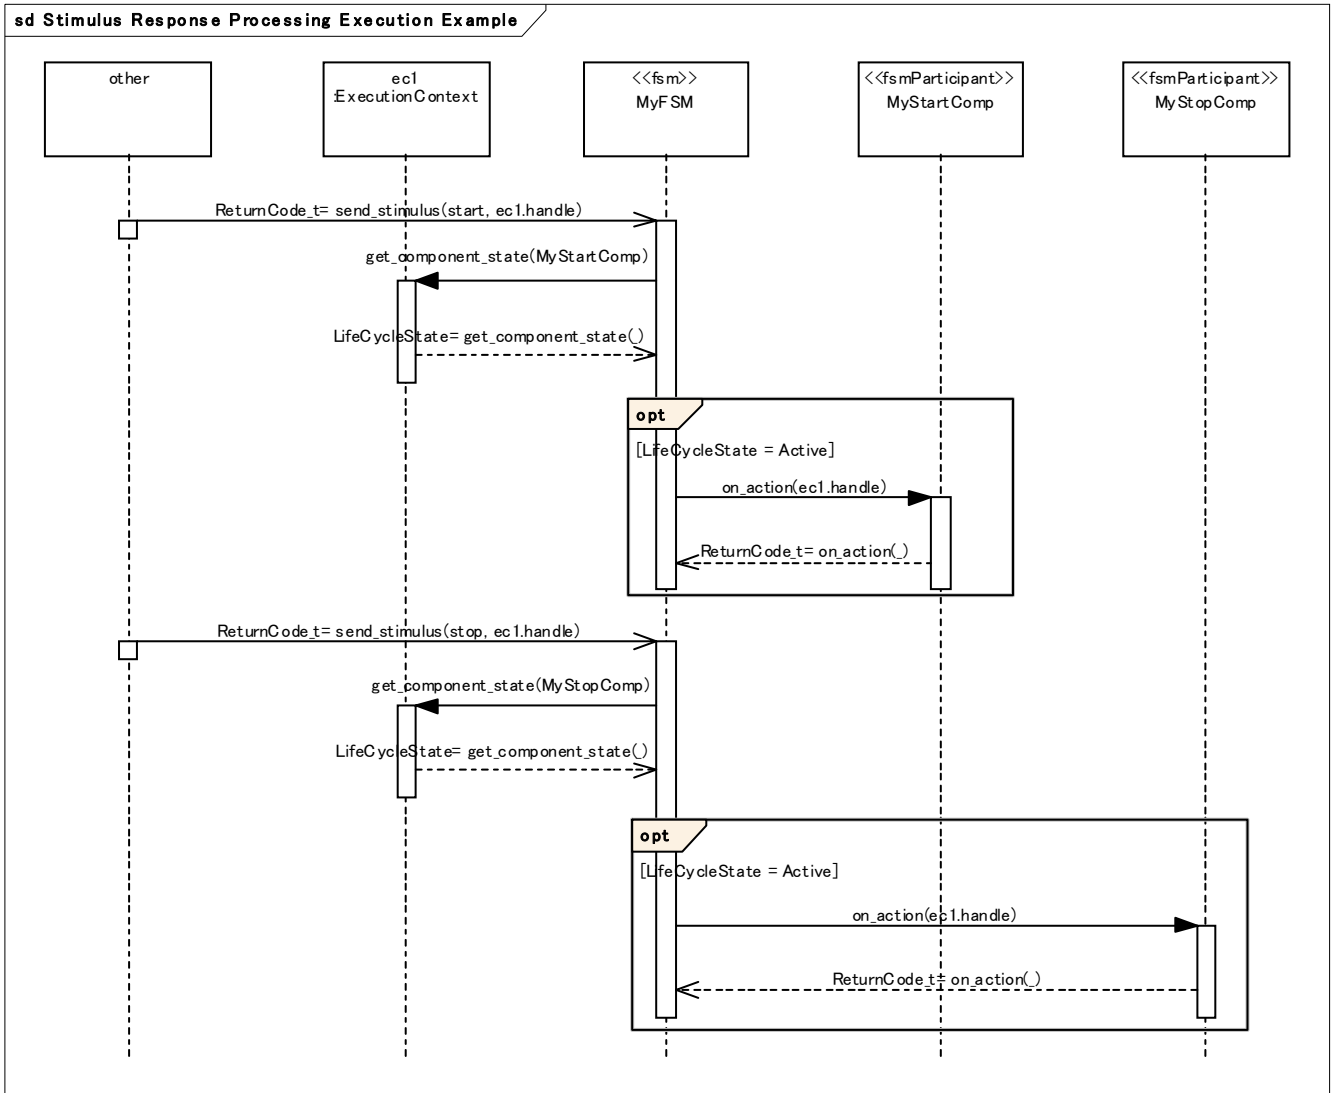 sd Stimulus Response Processing Execution Example
other
ec1
:ExecutionContext
<<fsm>>
MyFSM
<<fsmParticipant>>
MyStartComp
<<fsmParticipant>>
MyStopComp
ReturnCode_t= send_stimulus(start, ec1.handle)
get_component_state(MyStartComp)
LifeCycleState= get_component_state(_)
opt
[LifeCycleState = Active]
on_action(ec1.handle)
ReturnCode_t= on_action(_)
ReturnCode_t= send_stimulus(stop, ec1.handle)
get_component_state(MyStopComp)
LifeCycleState= get_component_state(_)
opt
[LifeCycleState = Active]
on_action(ec1.handle)
ReturnCode_t= on_action(_)